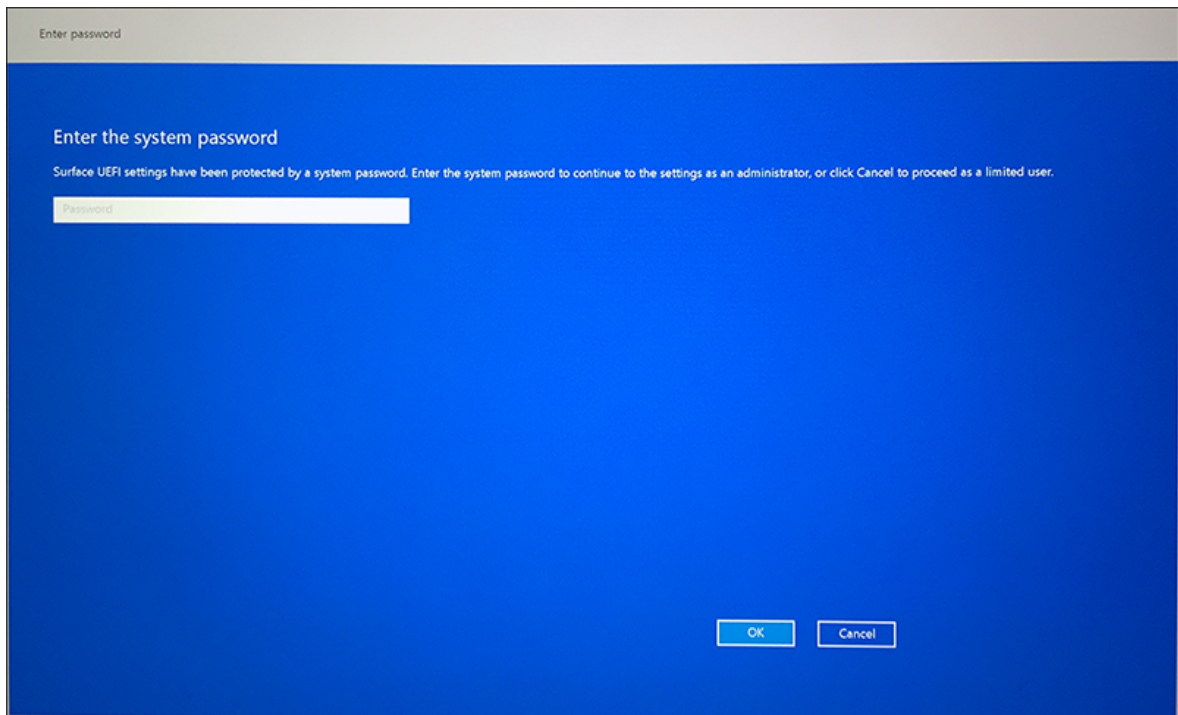 Enter password
Enter the system password
Surface UEFI settings have been protected by a system password. Enter the system password to continue to the settings as an administrator, or click Cancel to proceed as a limited user.
Password
OK
Cancel